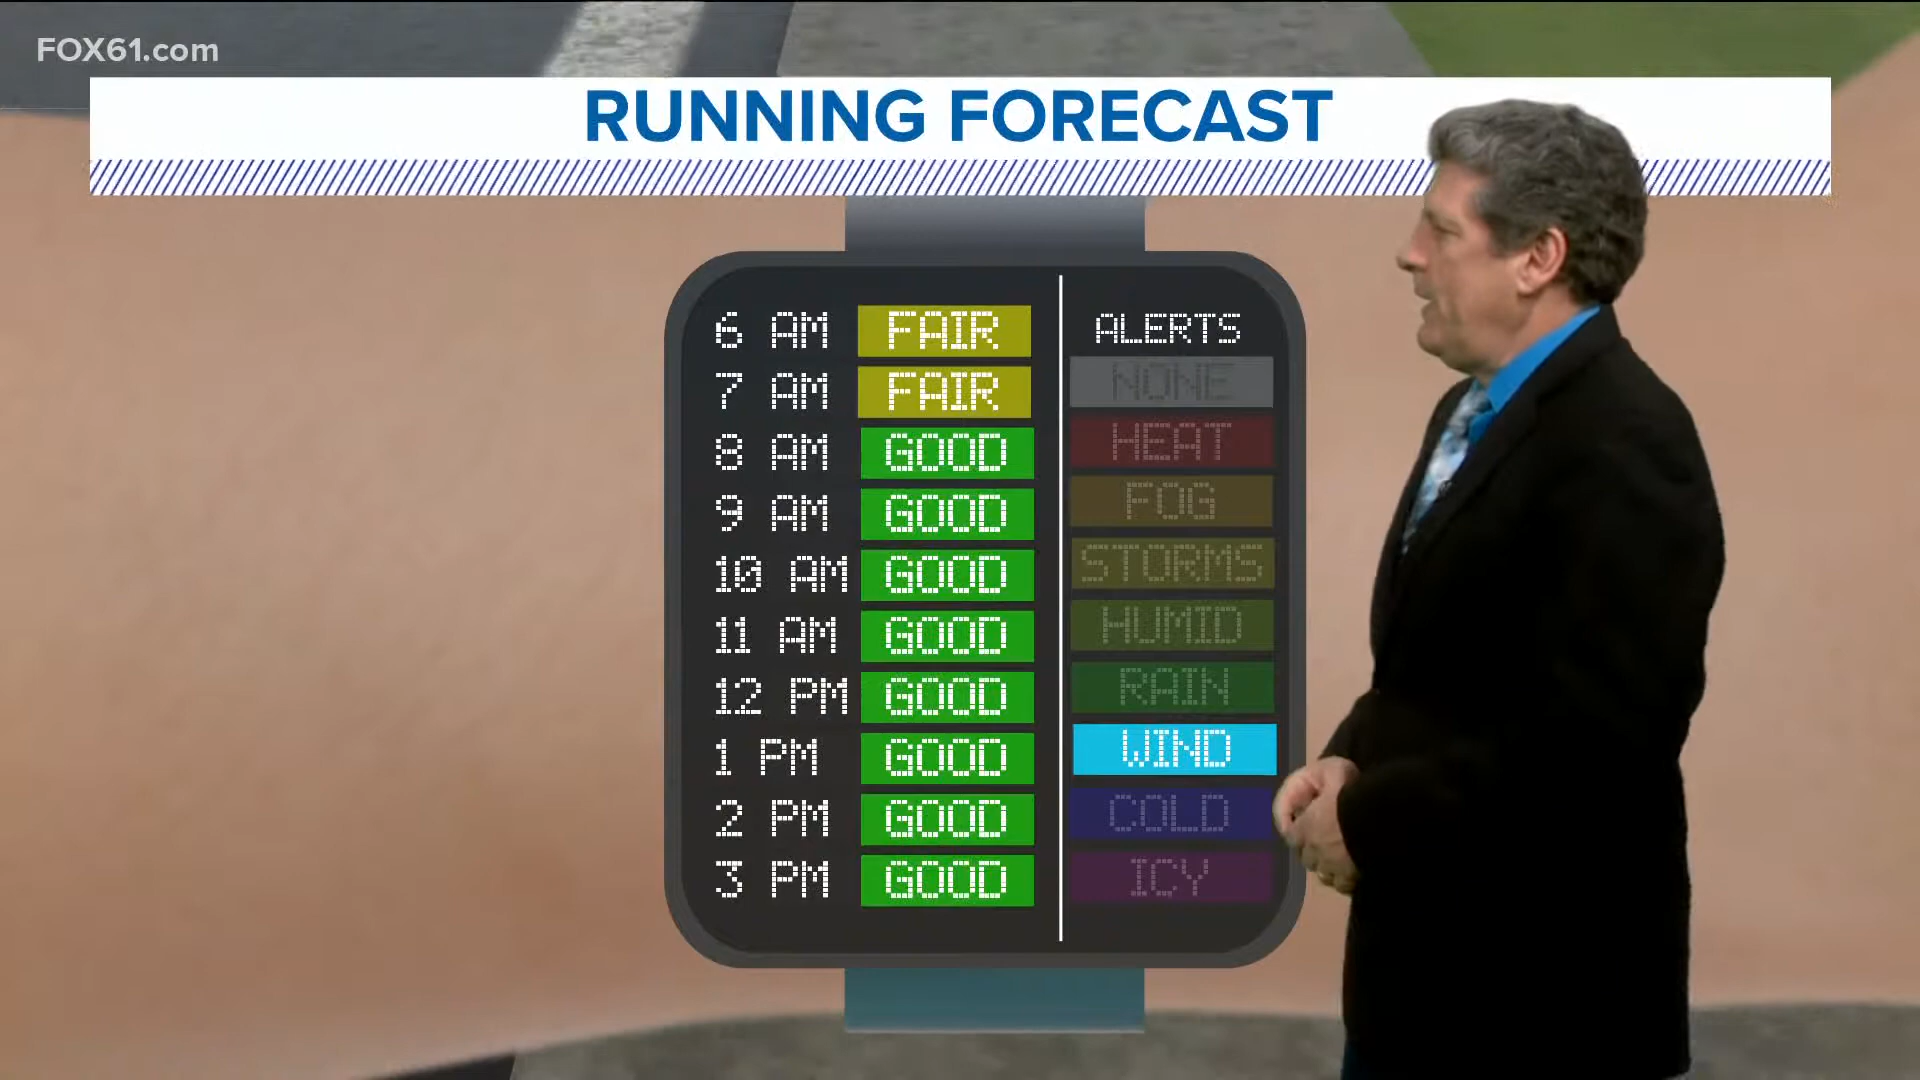 FOX61.com
RUNNING FORECAST
6 AM FAIR
7 AM FAIR
8 AM GOOD
9 AM GOOD
10 AM GOOD
11 AM GOOD
12 PM GOOD
1 PM GOOD
2 PM GOOD
3 PM GOOD
ALERTS
NONE
HEAT
FOG
STORMS
HUMID
RAIN
WIND
COLD
ICY